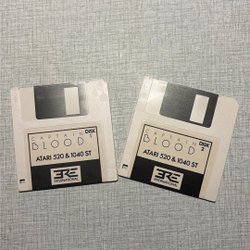 CAPTAIN
BLOOD
DISK
1
ATARI 520 & 1040 ST
ERE
INTERNATIONAL
CAPTAIN
BLOOD
DISK
2
ATARI 520 & 1040 ST
ERE
INTERNATIONAL